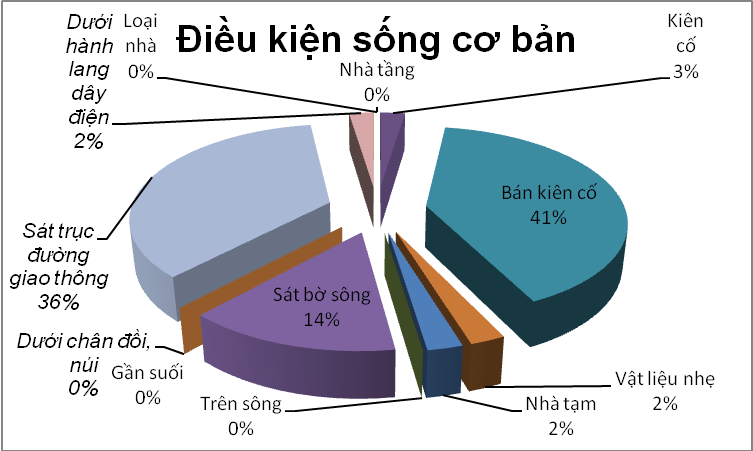 Điều kiện sống cơ bản
Dưới
hành
lang
dây
điện
2%
Loại
nhà
0%
Nhà tầng
0%
Kiên
cố
3%
Bán kiên cố
41%
Vật liệu nhẹ
2%
Nhà tạm
2%
Trên sông
0%
Sát bờ sông
14%
Gần suối
0%
Dưới chân đồi,
núi
0%
Sát trục
đường
giao thông
36%